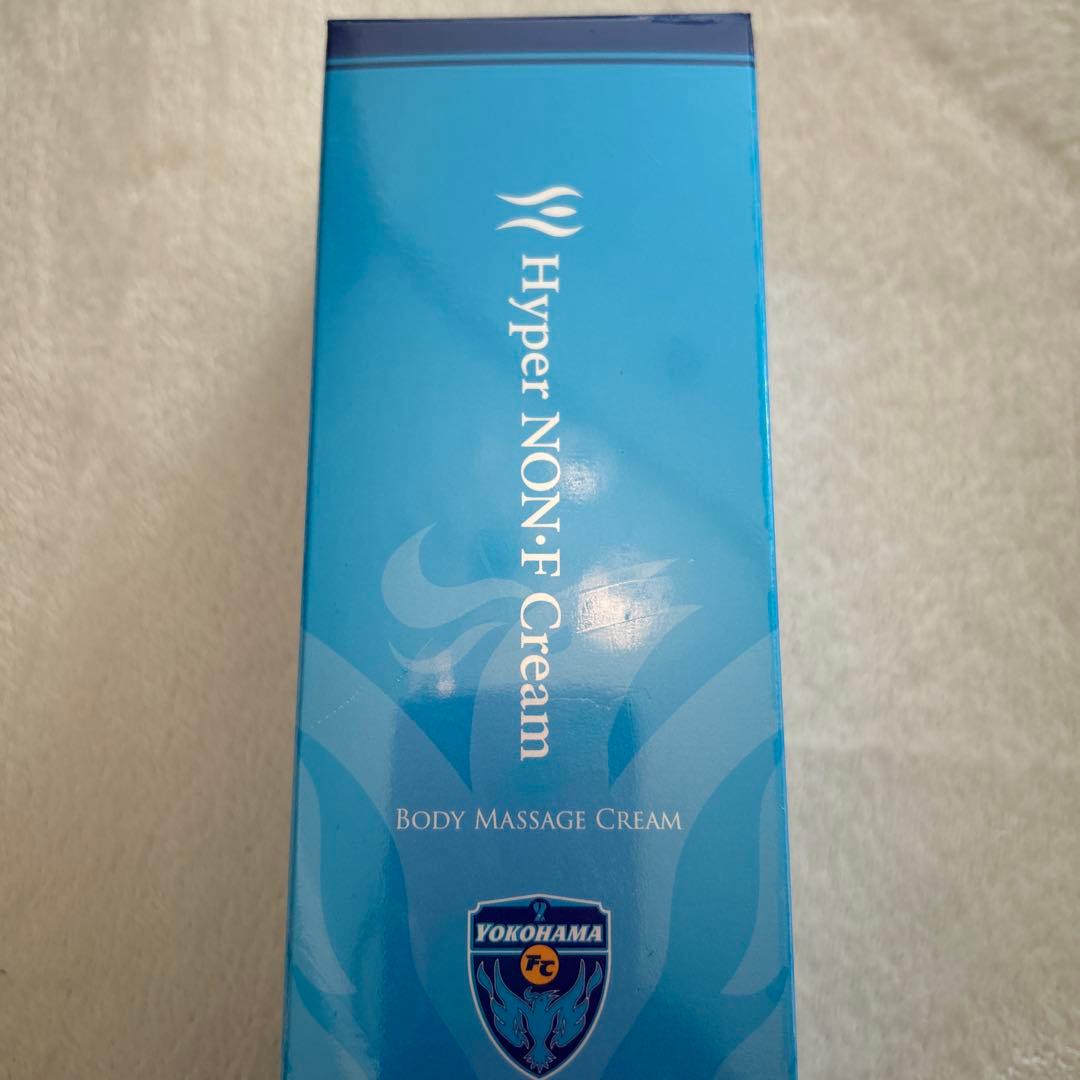 Hyper NON·F Cream
BODY MASSAGE CREAM
YOKOHAMA
FC